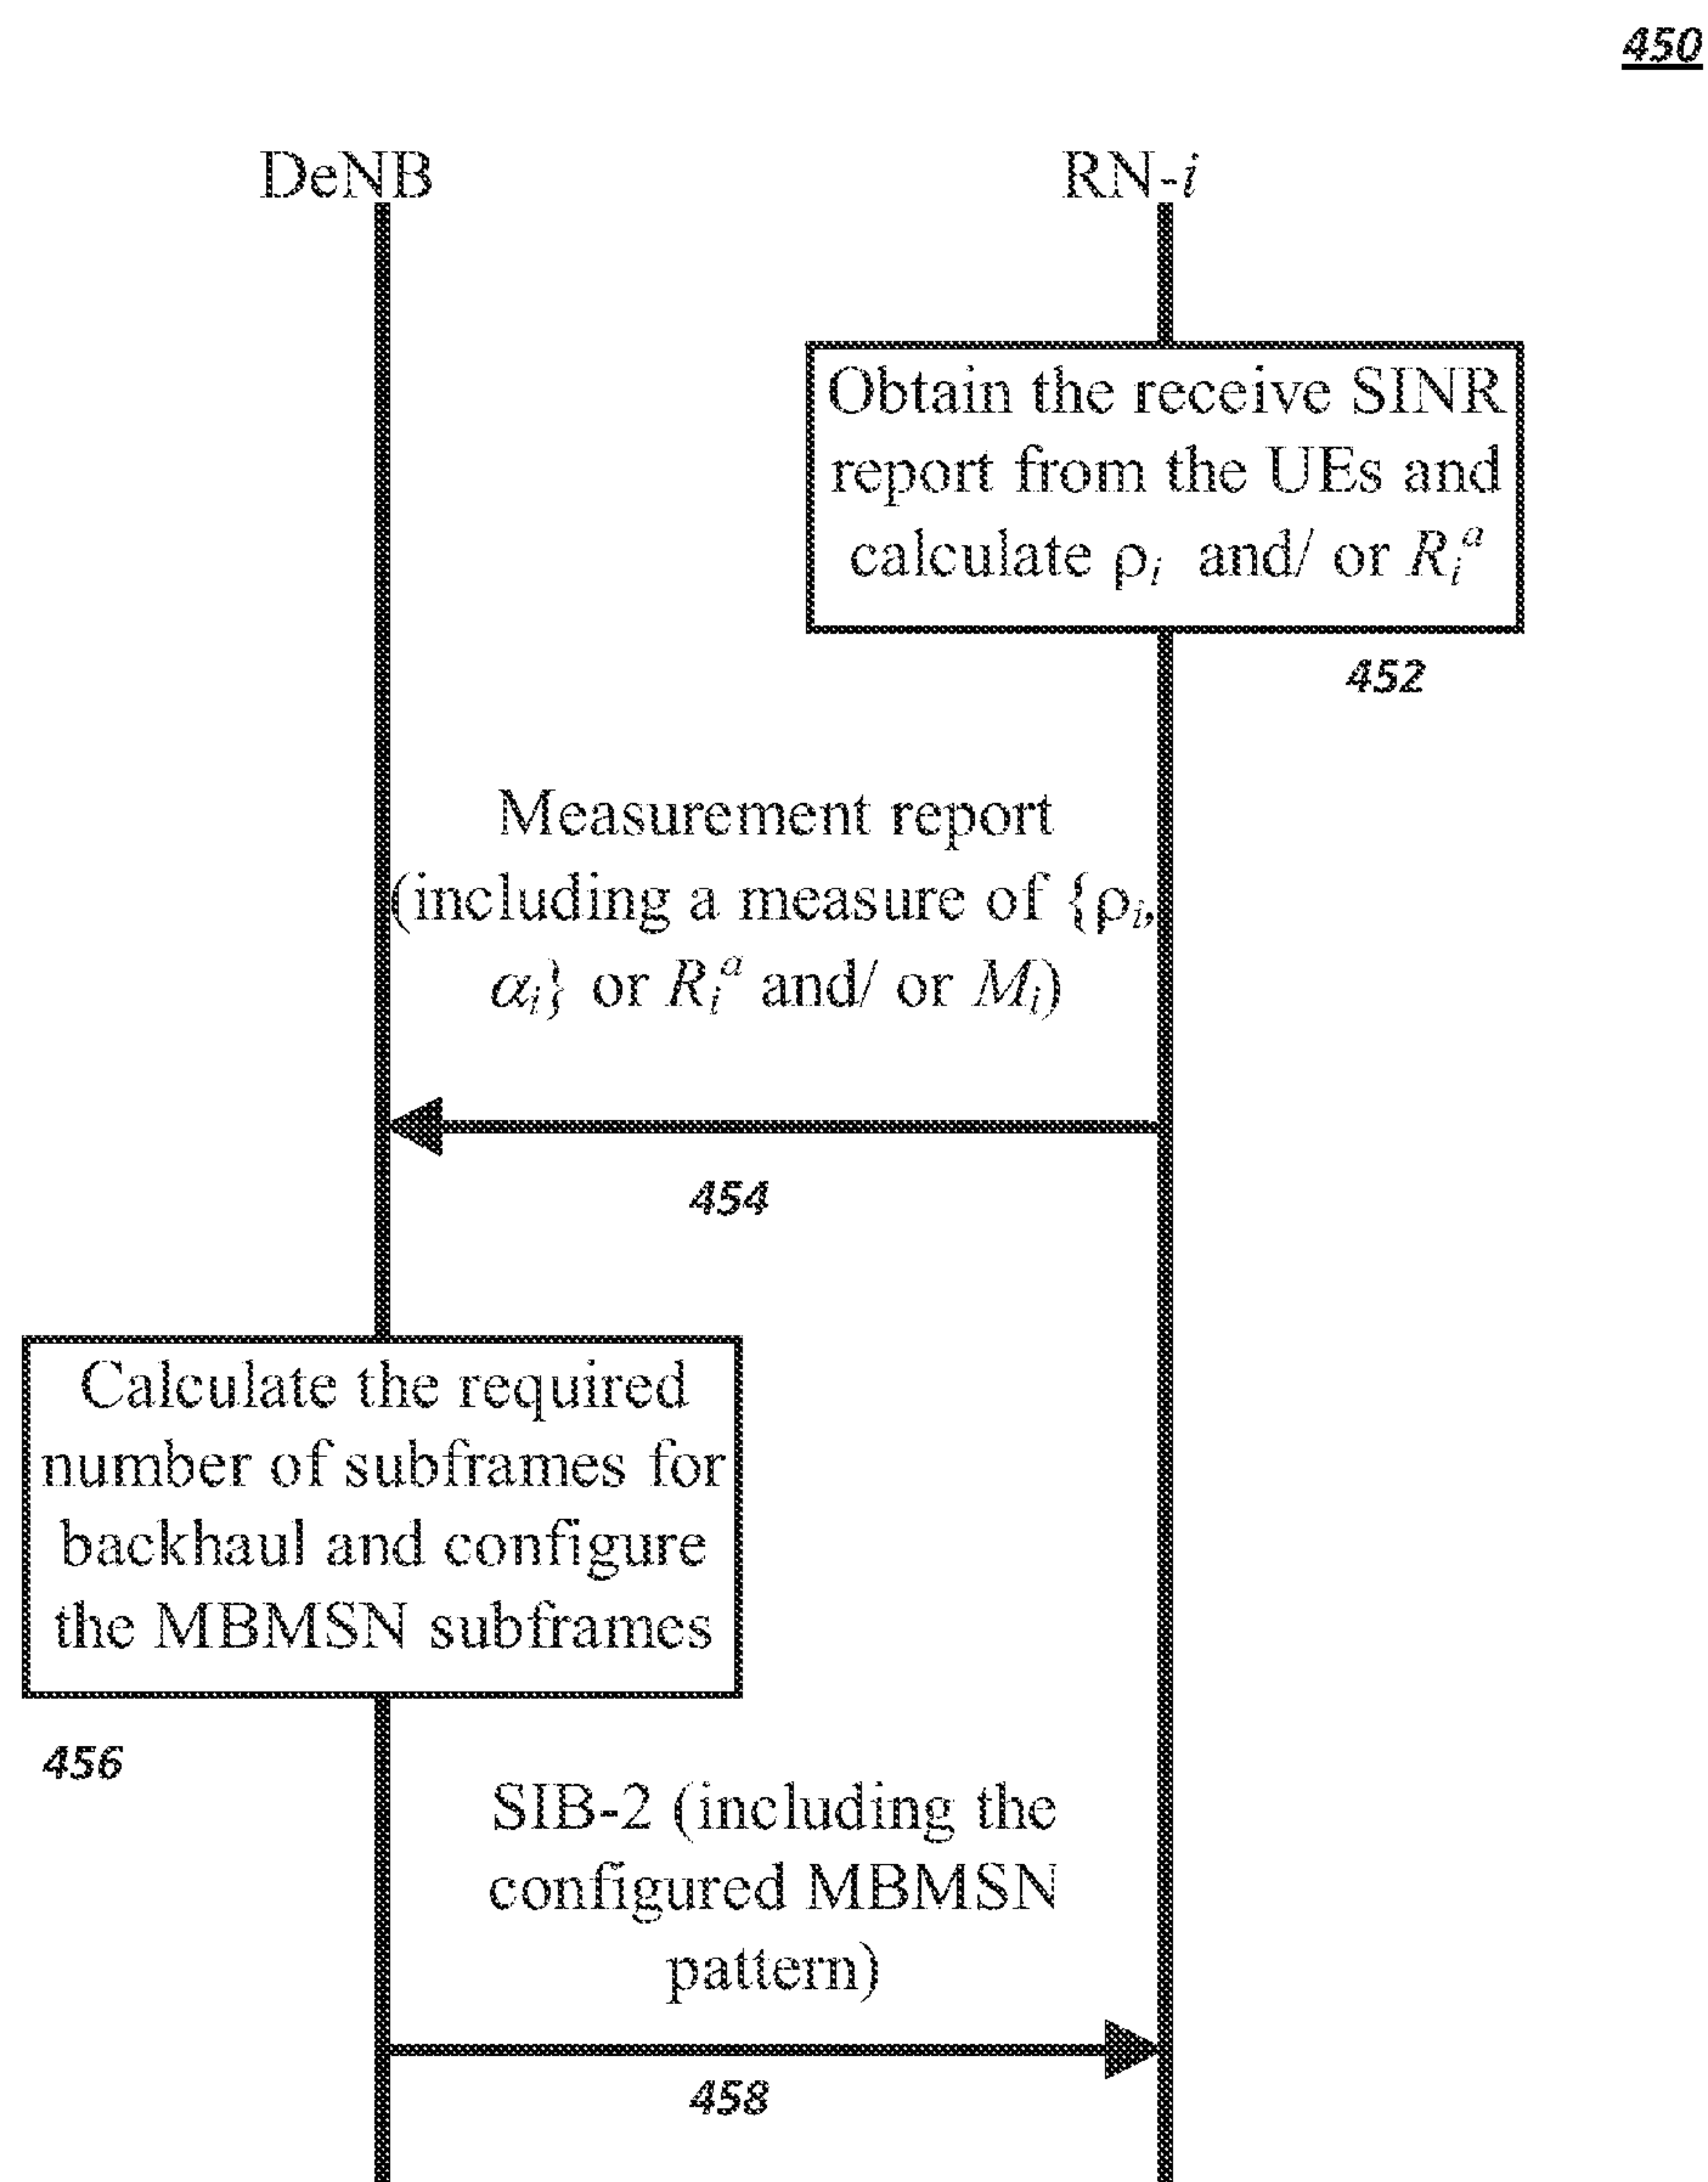 450
DeNB
RN-i
Obtain the receive SINR
report from the UEs and
calculate ρᵢ and/ or Rᵢᵃ
452
Measurement report
(including a measure of {ρᵢ,
αᵢ} or Rᵢᵃ and/ or Mᵢ)
454
Calculate the required
number of subframes for
backhaul and configure
the MBMSN subframes
456
SIB-2 (including the
configured MBMSN
pattern)
458